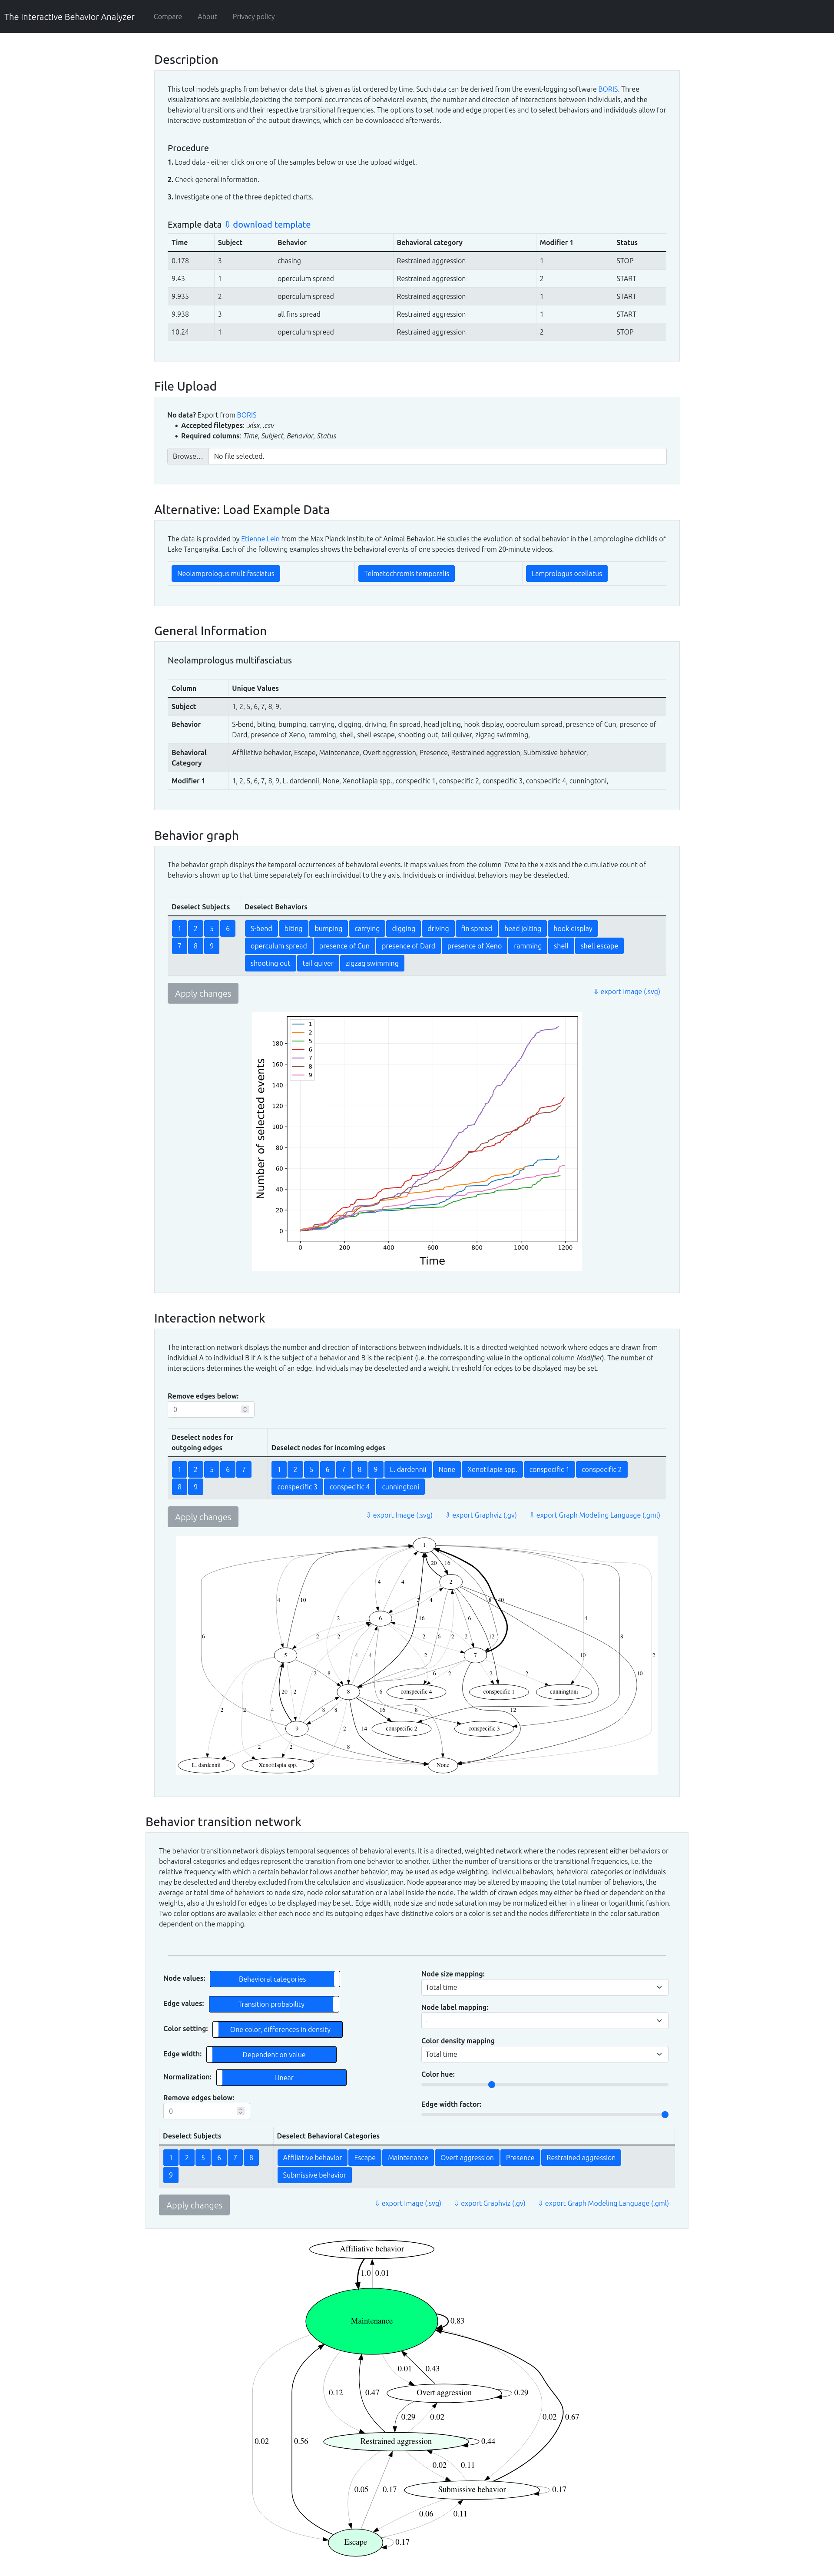 The Interactive Behavior Analyzer Compare About Privacy policy
Description
This tool models graphs from behavior data that is given as list ordered by time. Such data can be derived from the event-logging software BORIS. Three
visualizations are available,depicting the temporal occurrences of behavioral events, the number and direction of interactions between individuals, and the
behavioral transitions and their respective transitional frequencies. The options to set node and edge properties and to select behaviors and individuals allow for
interactive customization of the output drawings, which can be downloaded afterwards.
Procedure
1. Load data - either click on one of the samples below or use the upload widget.
2. Check general information.
3. Investigate one of the three depicted charts.
Example data ⇩ download template
Time Subject Behavior Behavioral category Modifier 1 Status
0.178 3 chasing Restrained aggression 1 STOP
9.43 1 operculum spread Restrained aggression 2 START
9.935 2 operculum spread Restrained aggression 1 START
9.938 3 all fins spread Restrained aggression 1 START
10.24 1 operculum spread Restrained aggression 2 STOP
File Upload
No data? Export from BORIS
• Accepted filetypes: .xlsx, .csv
• Required columns: Time, Subject, Behavior, Status
Browse... No file selected.
Alternative: Load Example Data
The data is provided by Etienne Lein from the Max Planck Institute of Animal Behavior. He studies the evolution of social behavior in the Lamprologine cichlids of
Lake Tanganyika. Each of the following examples shows the behavioral events of one species derived from 20-minute videos.
Neolamprologus multifasciatus Telmatochromis temporalis Lamprologus ocellatus
General Information
Neolamprologus multifasciatus
Column Unique Values
Subject 1, 2, 5, 6, 7, 8, 9,
Behavior S-bend, biting, bumping, carrying, digging, driving, fin spread, head jolting, hook display, operculum spread, presence of Cun, presence of
Dard, presence of Xeno, ramming, shell, shell escape, shooting out, tail quiver, zigzag swimming,
Behavioral Category Affiliative behavior, Escape, Maintenance, Overt aggression, Presence, Restrained aggression, Submissive behavior,
Modifier 1 1, 2, 5, 6, 7, 8, 9, L. dardennii, None, Xenotilapia spp., conspecific 1, conspecific 2, conspecific 3, conspecific 4, cunningtoni,
Behavior graph
The behavior graph displays the temporal occurrences of behavioral events. It maps values from the column Time to the x axis and the cumulative count of
behaviors shown up to that time separately for each individual to the y axis. Individuals or individual behaviors may be deselected.
Deselect Subjects Deselect Behaviors
1 2 5 6 S-bend biting bumping carrying digging driving fin spread head jolting hook display
7 8 9 operculum spread presence of Cun presence of Dard presence of Xeno ramming shell shell escape
shooting out tail quiver zigzag swimming
Apply changes ⇩ export Image (.svg)
1
2
5
6
7
8
9
180
160
140
120
100
80
60
40
20
0
Number of selected events
0 200 400 600 800 1000 1200
Time
Interaction network
The interaction network displays the number and direction of interactions between individuals. It is a directed weighted network where edges are drawn from
individual A to individual B if A is the subject of a behavior and B is the recipient (i.e. the corresponding value in the optional column Modifier). The number of
interactions determines the weight of an edge. Individuals may be deselected and a weight threshold for edges to be displayed may be set.
Remove edges below:
0
Deselect nodes for outgoing edges Deselect nodes for incoming edges
1 2 5 6 7 1 2 5 6 7 8 9 L. dardennii None Xenotilapia spp. conspecific 1 conspecific 2
8 9 conspecific 3 conspecific 4 cunningtoni
Apply changes ⇩ export Image (.svg) ⇩ export Graphviz (.gv) ⇩ export Graph Modeling Language (.gml)
1
20 16
4 4 2
4 10 2 4 8 40
2 6 16 6 4
6 2 2 2 6 2 2 12 8
5 4 4 2 7 10 2
2 8 6 2 2 2 10
20 2 8 6 conspecific 4 conspecific 1 cunningtoni
2 2 4 8 8 16 8 12
9 2 14 conspecific 2 conspecific 3
2 2 8
L. dardennii Xenotilapia spp. None
Behavior transition network
The behavior transition network displays temporal sequences of behavioral events. It is a directed, weighted network where the nodes represent either behaviors or
behavioral categories and edges represent the transition from one behavior to another. Either the number of transitions or the transitional frequencies, i.e. the
relative frequency with which a certain behavior follows another behavior, may be used as edge weighting. Individual behaviors, behavioral categories or individuals
may be deselected and thereby excluded from the calculation and visualization. Node appearance may be altered by mapping the total number of behaviors, the
average or total time of behaviors to node size, node color saturation or a label inside the node. The width of drawn edges may either be fixed or dependent on the
weights, also a threshold for edges to be displayed may be set. Edge width, node size and node saturation may be normalized either in a linear or logarithmic fashion.
Two color options are available: either each node and its outgoing edges have distinctive colors or a color is set and the nodes differentiate in the color saturation
dependent on the mapping.
Node values: Behavioral categories
Edge values: Transition probability
Color setting: One color, differences in density
Edge width: Dependent on value
Normalization: Linear
Remove edges below:
0
Node size mapping:
Total time
Node label mapping:
-
Color density mapping
Total time
Color hue:
Edge width factor:
Deselect Subjects Deselect Behavioral Categories
1 2 5 6 7 8 Affiliative behavior Escape Maintenance Overt aggression Presence Restrained aggression
9 Submissive behavior
Apply changes ⇩ export Image (.svg) ⇩ export Graphviz (.gv) ⇩ export Graph Modeling Language (.gml)
Affiliative behavior
1.0 0.01
Maintenance 0.83
0.01 0.43
0.12 0.47 Overt aggression 0.29
0.29 0.02 0.02 0.67
0.02 0.56 Restrained aggression 0.44
0.02 0.11
0.05 0.17 Submissive behavior 0.17
0.06 0.11
Escape 0.17